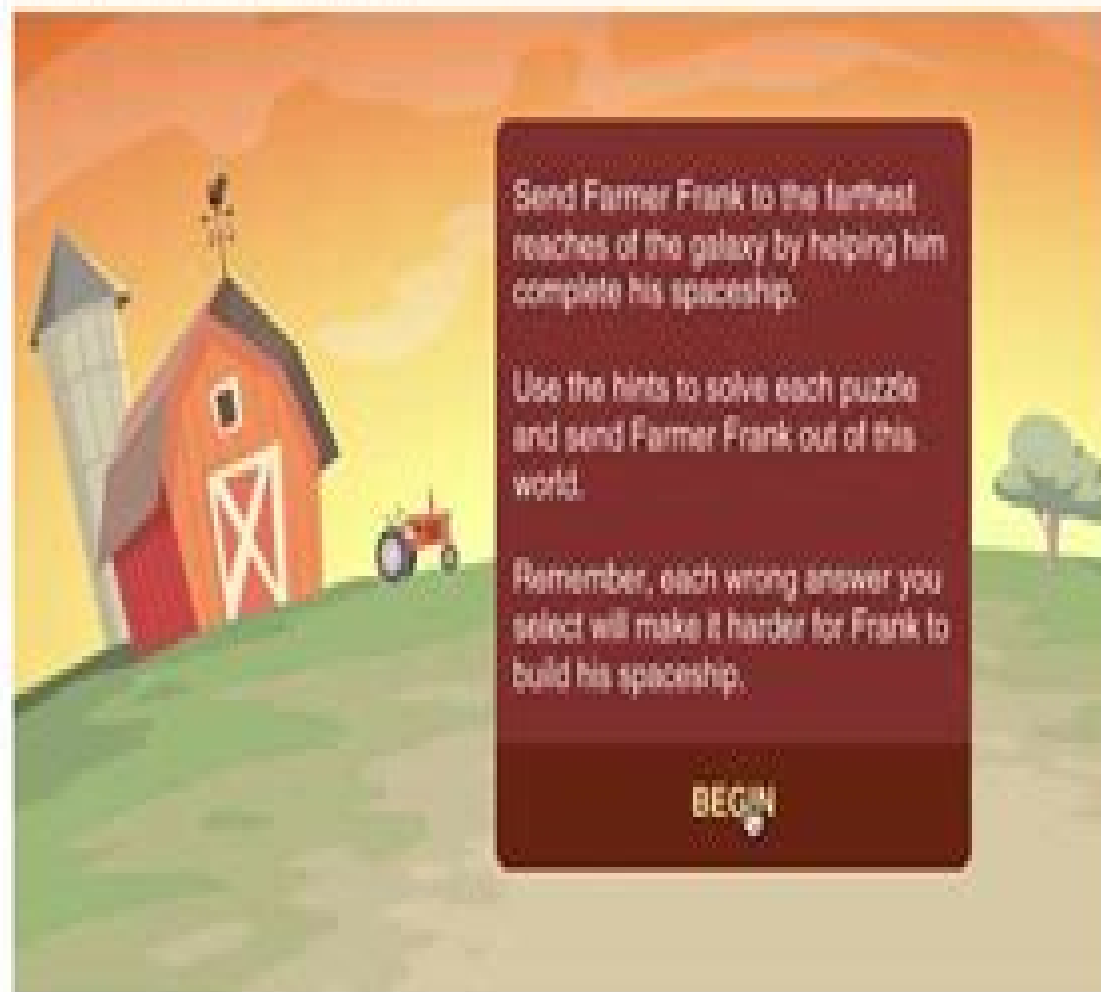 Send Farmer Frank to the farthest
reaches of the galaxy by helping him
complete his spaceship.
Use the hints to solve each puzzle
and send Farmer Frank out of this
world.
Remember, each wrong answer you
select will make it harder for Frank to
build his spaceship.
BEGIN